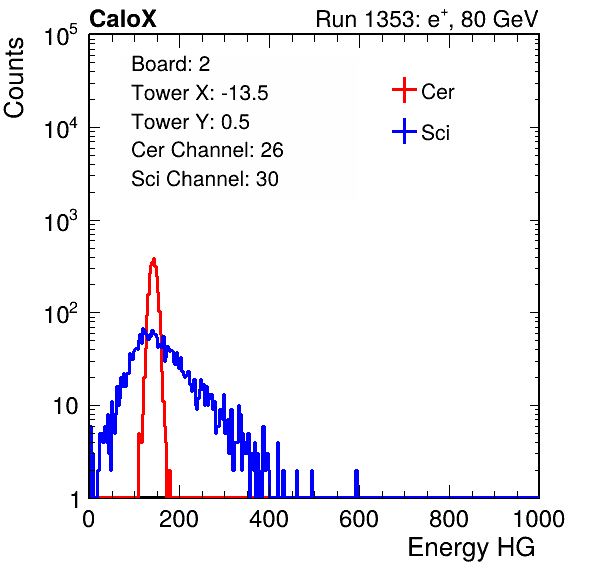 CaloX Run 1353: e⁺, 80 GeV
Counts
Board: 2
Tower X: -13.5
Tower Y: 0.5
Cer Channel: 26
Sci Channel: 30
Cer
Sci
10⁵
10⁴
10³
10²
10
1
0 200 400 600 800 1000
Energy HG